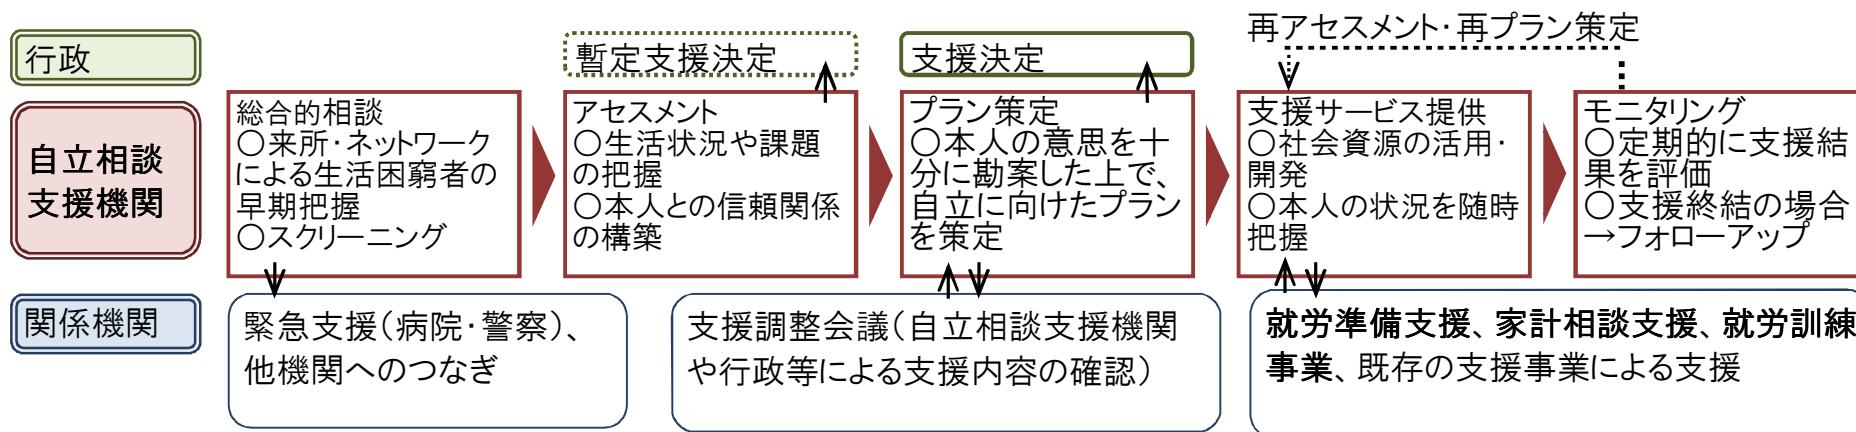 行政
暫定支援決定
支援決定
再アセスメント・再プラン策定
自立相談
支援機関
総合的相談
○来所・ネットワーク
による生活困窮者の
早期把握
○スクリーニング
アセスメント
○生活状況や課題
の把握
○本人との信頼関係
の構築
プラン策定
○本人の意思を十
分に勘案した上で、
自立に向けたプラン
を策定
支援サービス提供
○社会資源の活用・
開発
○本人の状況を随時
把握
モニタリング
○定期的に支援結
果を評価
○支援終結の場合
→フォローアップ
関係機関
緊急支援(病院・警察)、
他機関へのつなぎ
支援調整会議(自立相談支援機関
や行政等による支援内容の確認)
就労準備支援、家計相談支援、就労訓練
事業、既存の支援事業による支援